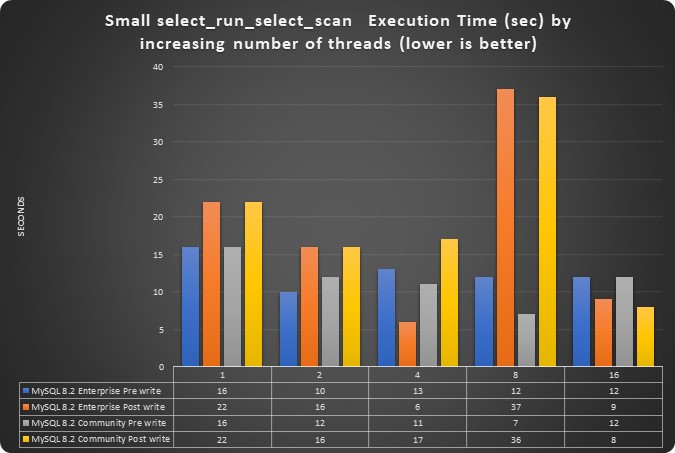 Small select_run_select_scan Execution Time (sec) by
increasing number of threads (lower is better)
40
35
30
25
20
15
10
5
0
SECONDS
1 2 4 8 16
MySQL 8.2 Enterprise Pre write 16 10 13 12 12
MySQL 8.2 Enterprise Post write 22 16 6 37 9
MySQL 8.2 Community Pre write 16 12 11 7 12
MySQL 8.2 Community Post write 22 16 17 36 8